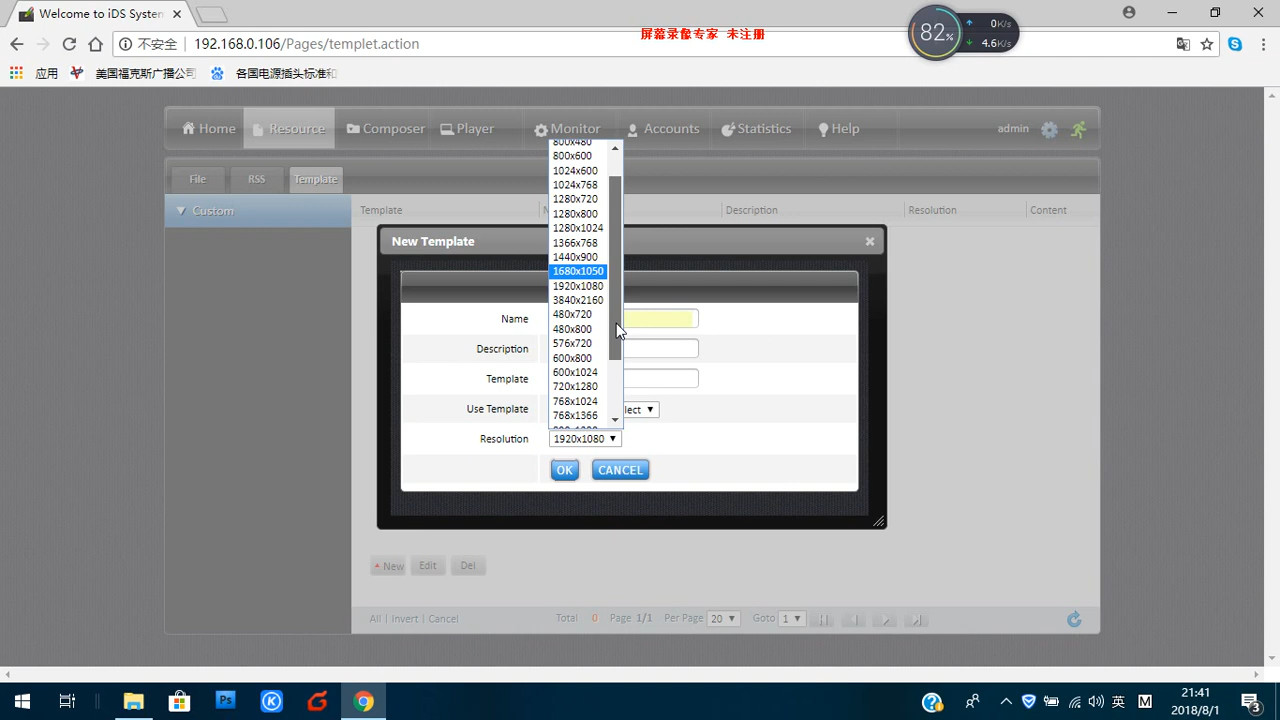 Welcome to iDS System
屏幕录像专家 未注册
82%
0K/s
4.6K/s
不安全
192.168.0.106/Pages/templet.action
应用
美国福克斯广播公司
各国电源插头标准和
Home
Resource
Composer
Player
Monitor
Accounts
Statistics
Help
admin
File
RSS
Template
Custom
Template
Description
Resolution
Content
New Template
800x480
800x600
1024x600
1024x768
1280x720
1280x800
1280x1024
1366x768
1440x900
1680x1050
1920x1080
3840x2160
480x720
480x800
576x720
600x800
600x1024
720x1280
768x1024
768x1366
Name
Description
Template
Use Template
lect
Resolution
1920x1080
OK
CANCEL
New
Edit
Del
All | Invert | Cancel
Total 0 Page 1/1 Per Page 20 Goto 1
英
M
21:41
2018/8/1
3